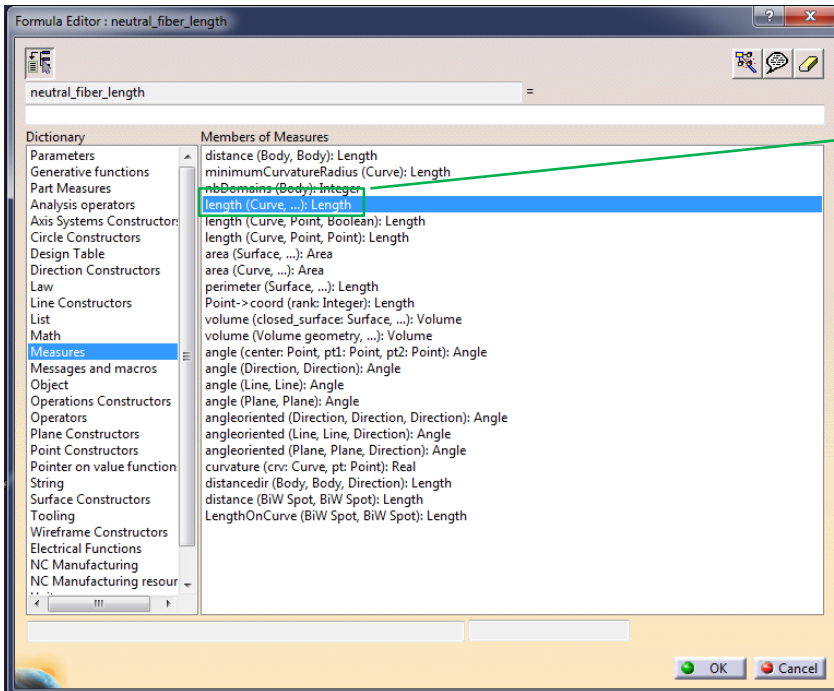 Formula Editor : neutral_fiber_length
?
X
neutral_fiber_length
=
Dictionary
Members of Measures
Parameters
Generative functions
Part Measures
Analysis operators
Axis Systems Constructors
Circle Constructors
Design Table
Direction Constructors
Law
Line Constructors
List
Math
Measures
Messages and macros
Object
Operations Constructors
Operators
Plane Constructors
Point Constructors
Pointer on value function
String
Surface Constructors
Tooling
Wireframe Constructors
Electrical Functions
NC Manufacturing
NC Manufacturing resour
distance (Body, Body): Length
minimumCurvatureRadius (Curve): Length
nbDomains (Body): Integer
length (Curve, ...): Length
length (Curve, Point, Boolean): Length
length (Curve, Point, Point): Length
area (Surface, ...): Area
area (Curve, ...): Area
perimeter (Surface, ...): Length
Point->coord (rank: Integer): Length
volume (closed_surface: Surface, ...): Volume
volume (Volume geometry, ...): Volume
angle (center: Point, pt1: Point, pt2: Point): Angle
angle (Direction, Direction): Angle
angle (Line, Line): Angle
angle (Plane, Plane): Angle
angleoriented (Direction, Direction, Direction): Angle
angleoriented (Line, Line, Direction): Angle
angleoriented (Plane, Plane, Direction): Angle
curvature (crv: Curve, pt: Point): Real
distancedir (Body, Body, Direction): Length
distance (BiW Spot, BiW Spot): Length
LengthOnCurve (BiW Spot, BiW Spot): Length
OK
Cancel